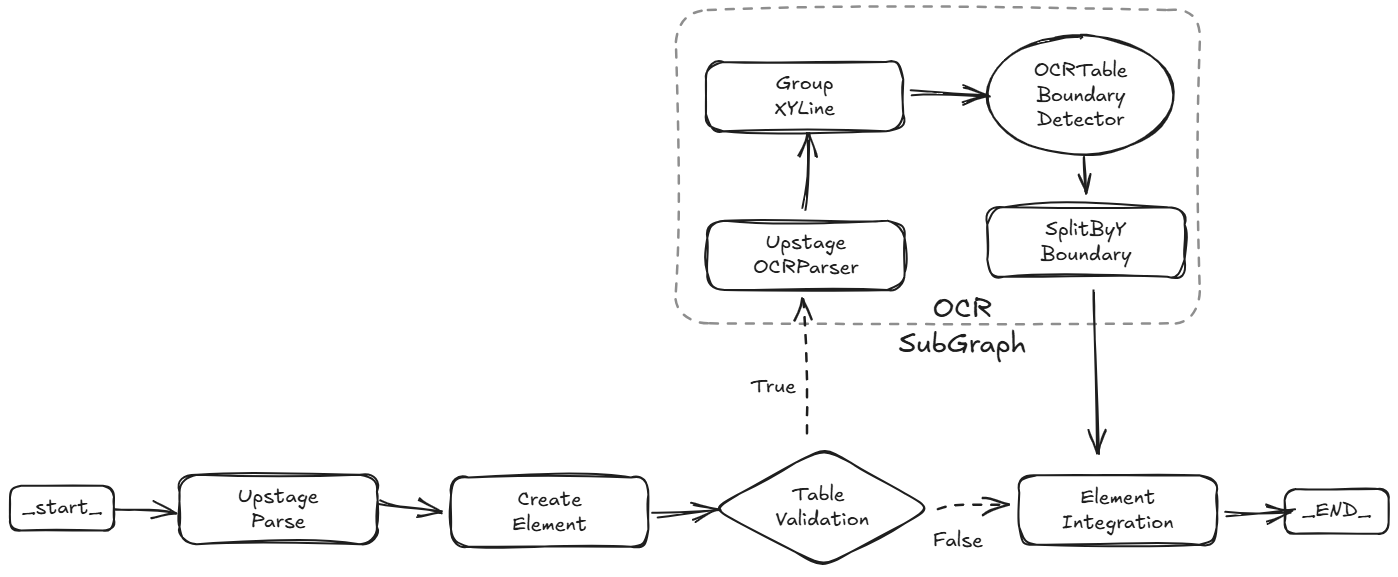 Group
XYLine
OCRTable
Boundary
Detector
Upstage
OCRParser
SplitByY
Boundary
OCR
SubGraph
True
_start_
Upstage
Parse
Create
Element
Table
Validation
False
Element
Integration
_END_